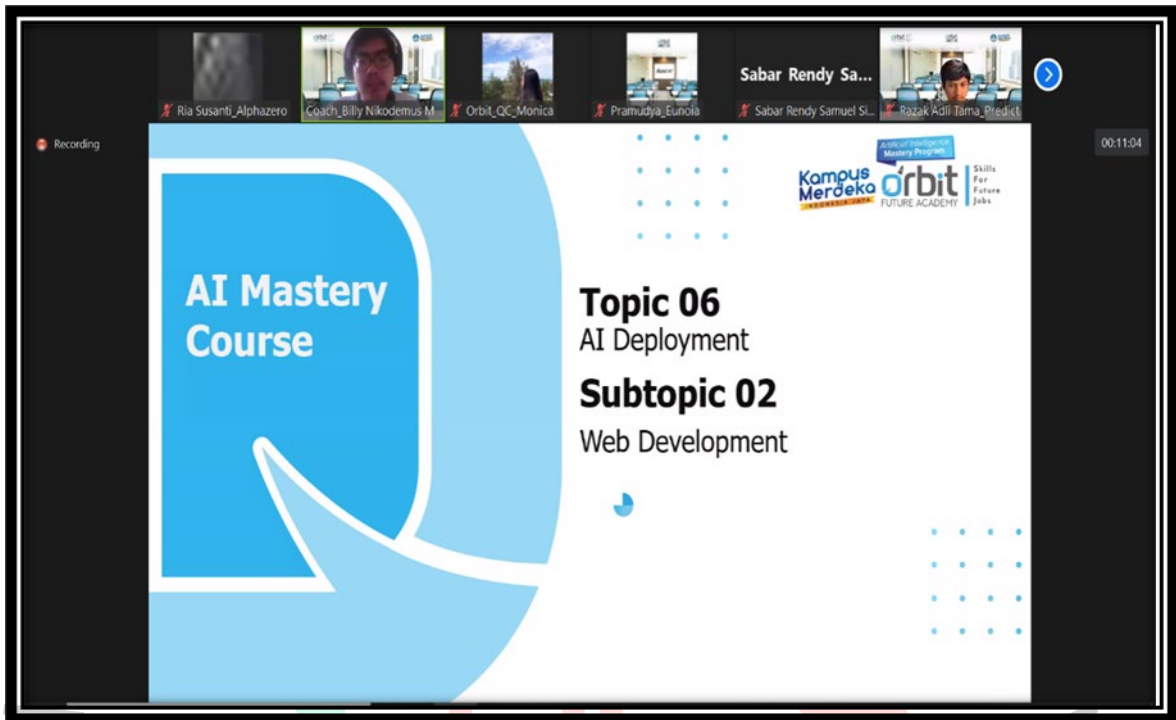 Sabar Rendy Sa...
Ria Susanti_Alphazero
Coach_Billy Nikodemus M
Orbit_QC_Monica
Pramudya_Eunoia
Sabar Rendy Samuel Si...
Razak Adli Tama_Predict
Recording
00:11:04
Artificial Intelligence
Mastery Program
Kampus
Merdeka
INDONESIA JAYA
orbit
FUTURE ACADEMY
Skills
For
Future
Jobs
AI Mastery
Course
Topic 06
AI Deployment
Subtopic 02
Web Development